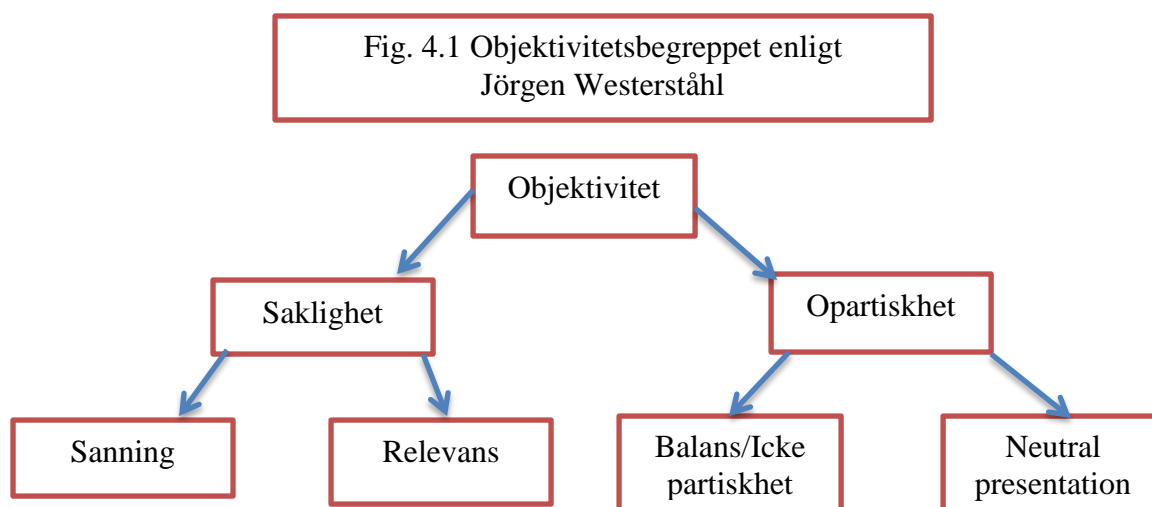 Fig. 4.1 Objektivitetsbegreppet enligt
Jörgen Westerståhl
Objektivitet
Saklighet
Opartiskhet
Sanning
Relevans
Balans/Icke
partiskhet
Neutral
presentation